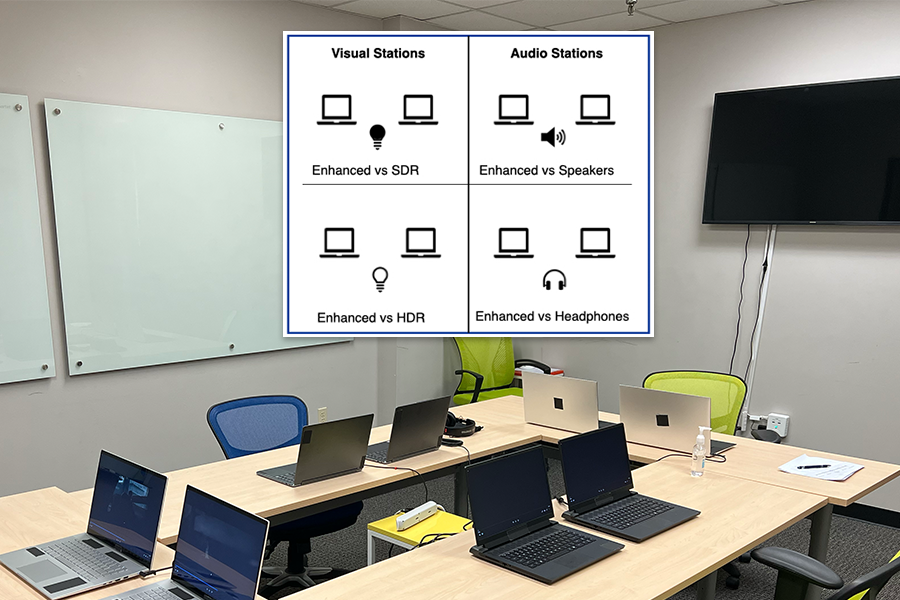 Visual Stations
Audio Stations
Enhanced vs SDR
Enhanced vs Speakers
Enhanced vs HDR
Enhanced vs Headphones